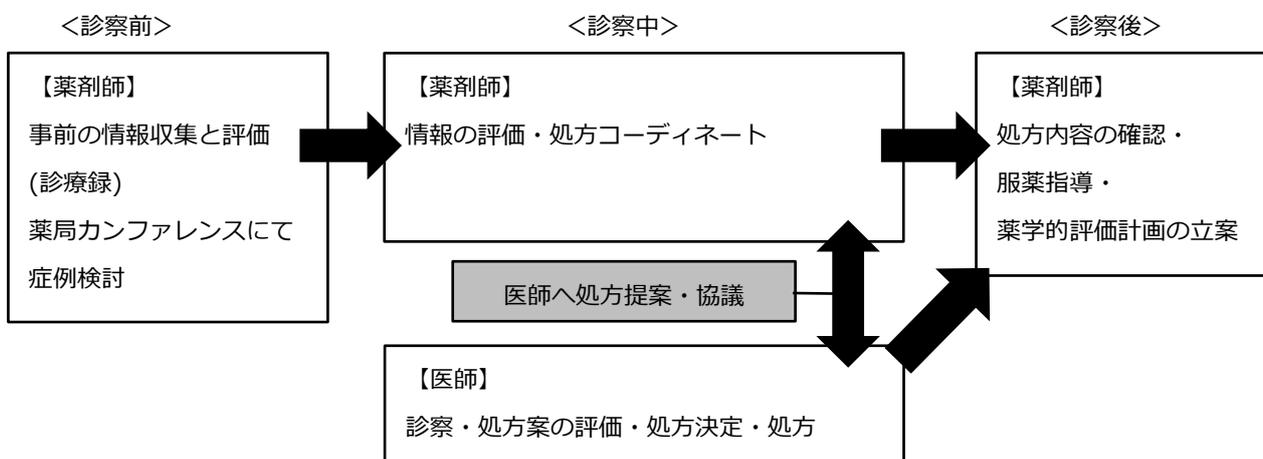 ＜診察前＞
＜診察中＞
＜診察後＞
【薬剤師】
事前の情報収集と評価
(診療録)
薬局カンファレンスにて
症例検討
【薬剤師】
情報の評価・処方コーディネート
医師へ処方提案・協議
【医師】
診察・処方案の評価・処方決定・処方
【薬剤師】
処方内容の確認・
服薬指導・
薬学的評価計画の立案